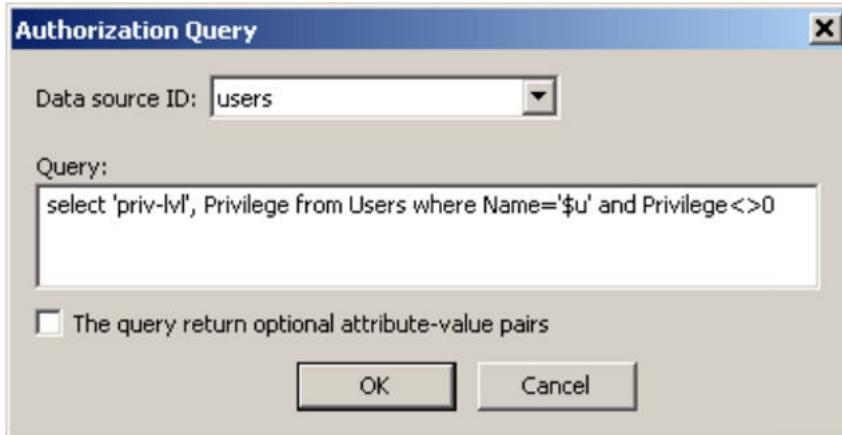 Authorization Query
Data source ID: users
Query:
select 'priv-lvl', Privilege from Users where Name='$u' and Privilege<>0
The query return optional attribute-value pairs
OK Cancel